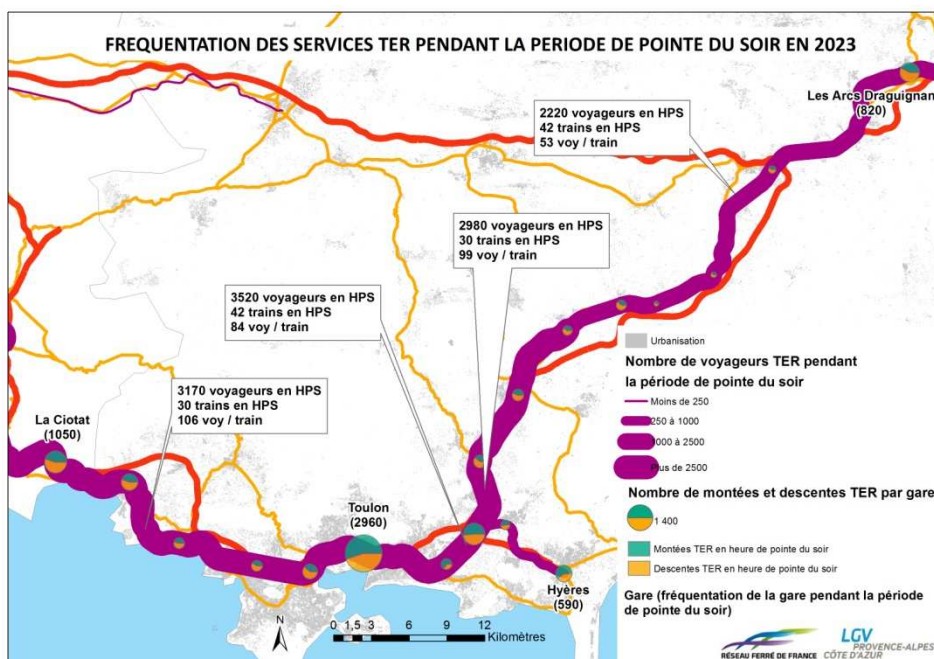 FREQUENTATION DES SERVICES TER PENDANT LA PERIODE DE POINTE DU SOIR EN 2023
Les Arcs Draguignan
(820)
2220 voyageurs en HPS
42 trains en HPS
53 voy / train
2980 voyageurs en HPS
30 trains en HPS
99 voy / train
3520 voyageurs en HPS
42 trains en HPS
84 voy / train
3170 voyageurs en HPS
30 trains en HPS
106 voy / train
La Ciotat
(1050)
Toulon
(2960)
Hyères
(590)
N
0 1,5 3 6 9 12
Kilomètres
Urbanisation
Nombre de voyageurs TER pendant
la période de pointe du soir
Moins de 250
250 à 1000
1000 à 2500
Plus de 2500
Nombre de montées et descentes TER par gare
1 400
Montées TER en heure de pointe du soir
Descentes TER en heure de pointe du soir
Gare (fréquentation de la gare pendant la période
de pointe du soir)
RÉSEAU FERRÉ DE FRANCE
LGV
PROVENCE-ALPES
CÔTE D'AZUR